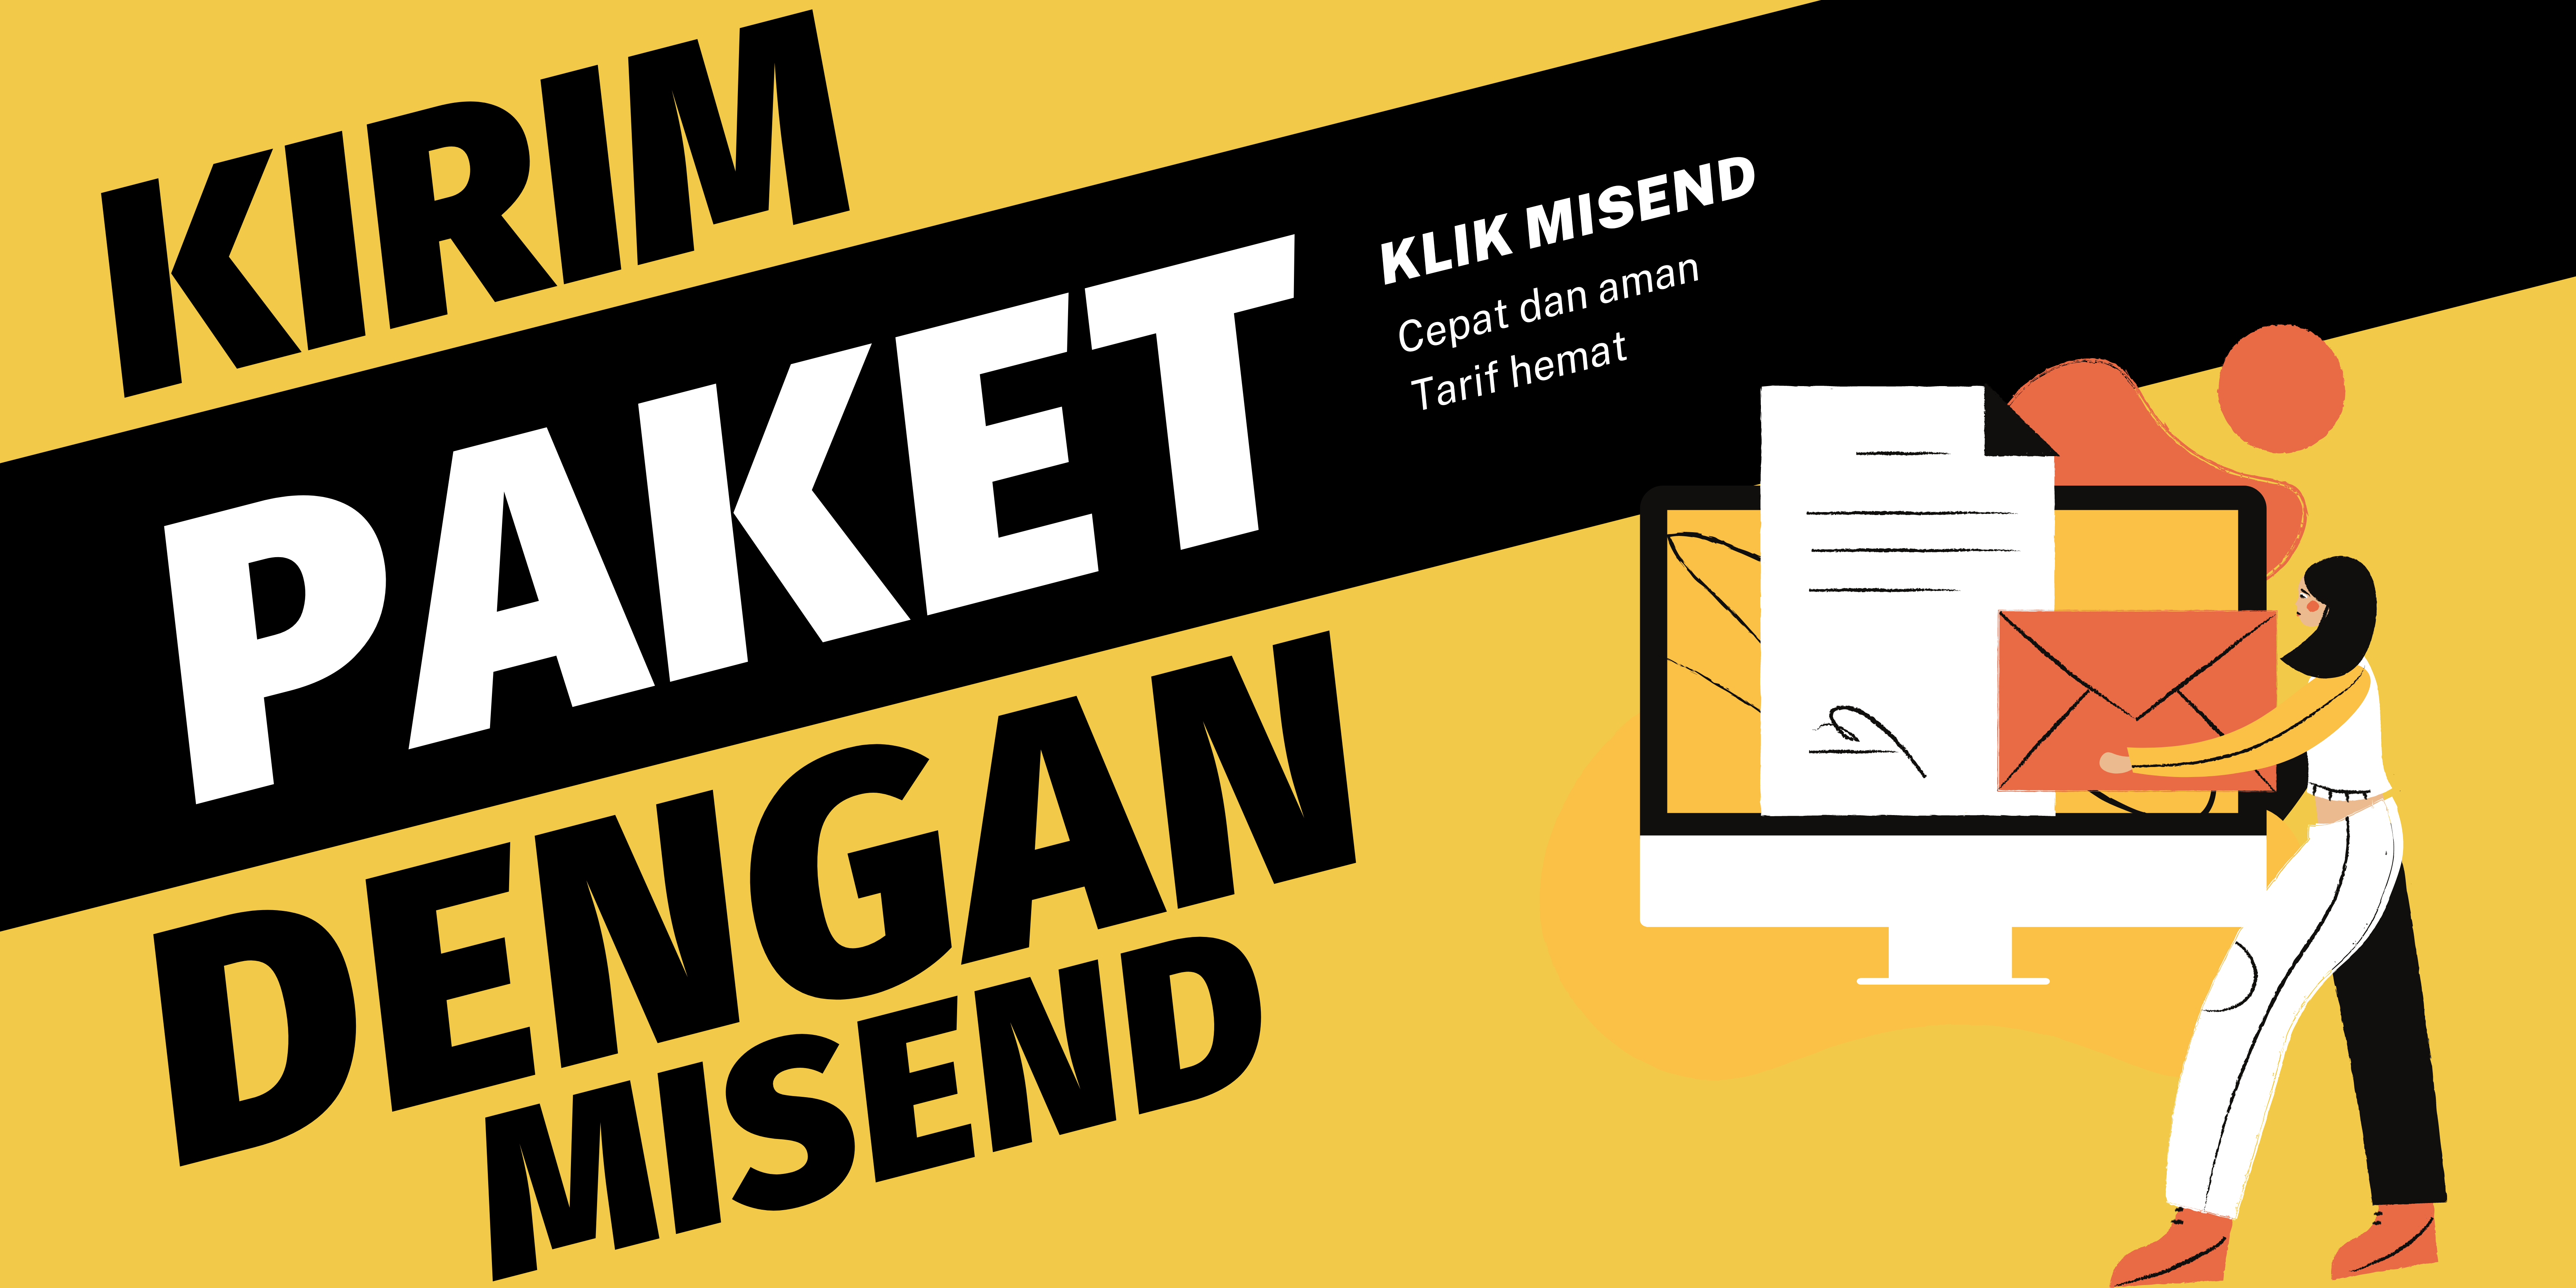 KIRIM
PAKET
DENGAN
MISEND
KLIK MISEND
Cepat dan aman
Tarif hemat